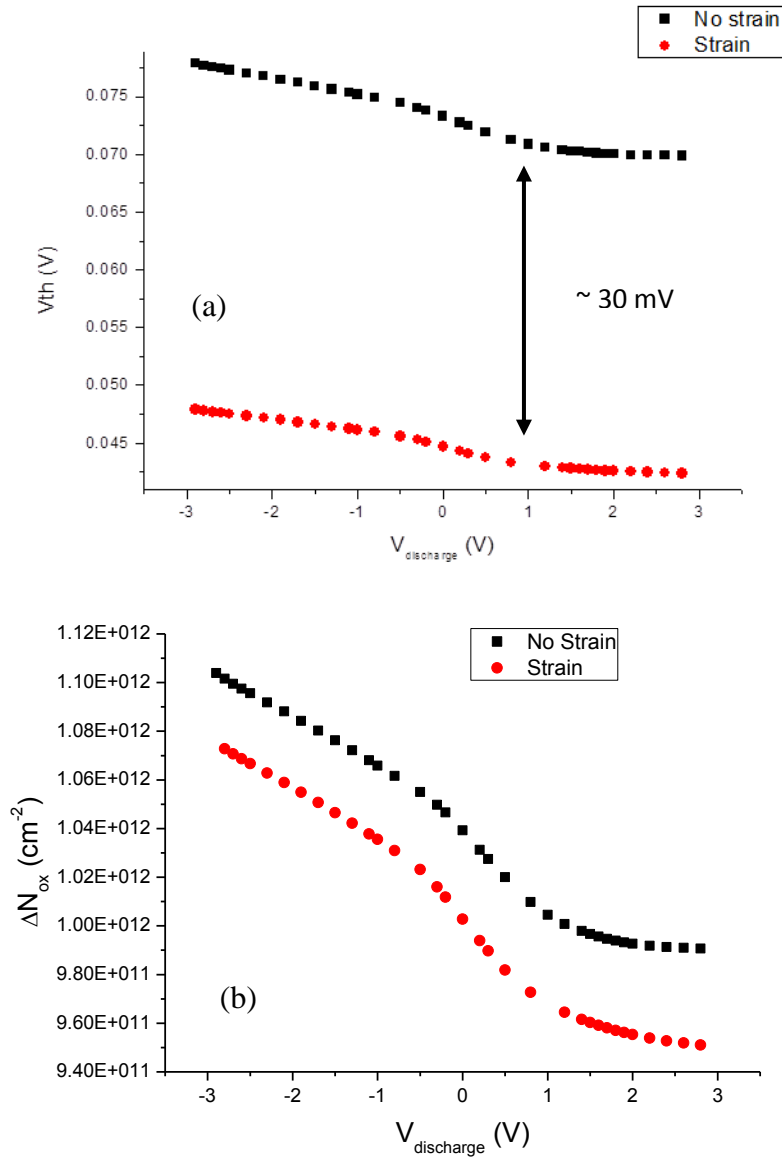 No strain
Strain
0.075
0.070
0.065
0.060
0.055
0.050
0.045
Vth (V)
(a)
~ 30 mV
-3 -2 -1 0 1 2 3
V discharge (V)
1.12E+012
1.10E+012
1.08E+012
1.06E+012
1.04E+012
1.02E+012
1.00E+012
9.80E+011
9.60E+011
9.40E+011
ΔNox (cm-2)
No Strain
Strain
(b)
-3 -2 -1 0 1 2 3
Vdischarge (V)